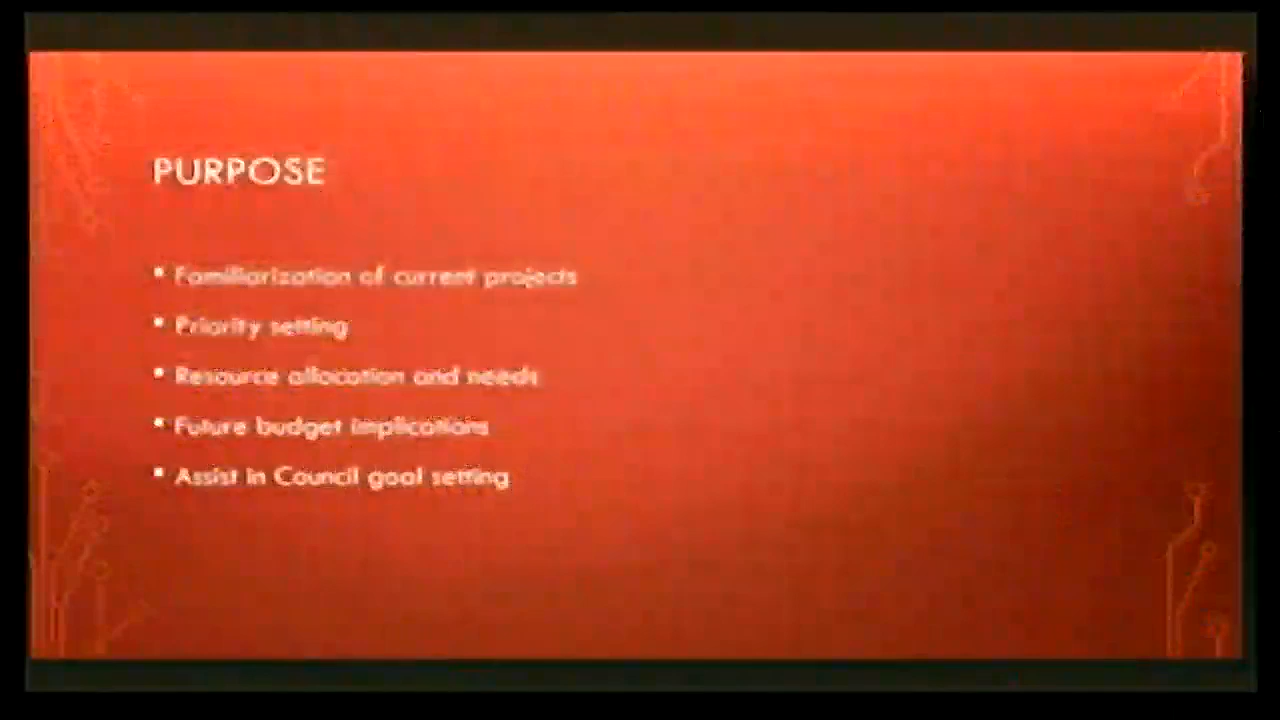 PURPOSE
▪ Familiarization of current projects
▪ Priority setting
▪ Resource allocation and needs
▪ Future budget implications
▪ Assist in Council goal setting